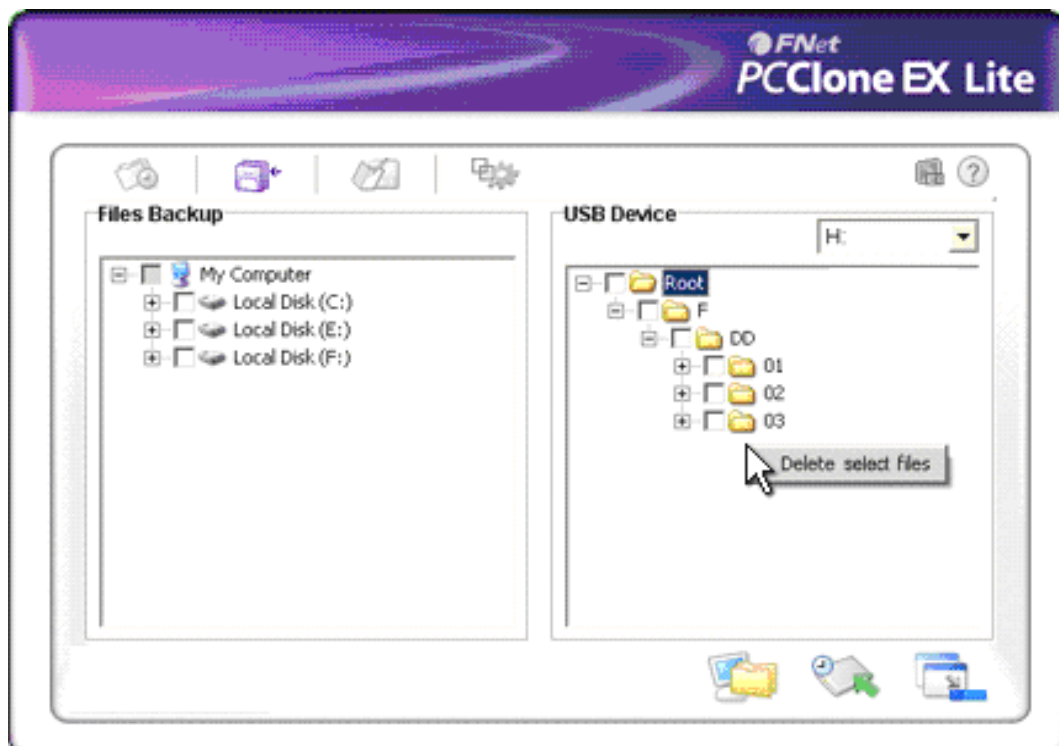 FNet
PCClone EX Lite
?
Files Backup
USB Device
H:
My Computer
Local Disk (C:)
Local Disk (E:)
Local Disk (F:)
Root
F
DD
01
02
03
Delete select files